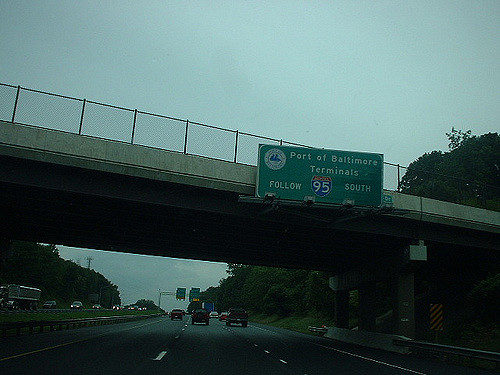 Port of Baltimore
Terminals
FOLLOW 95 SOUTH